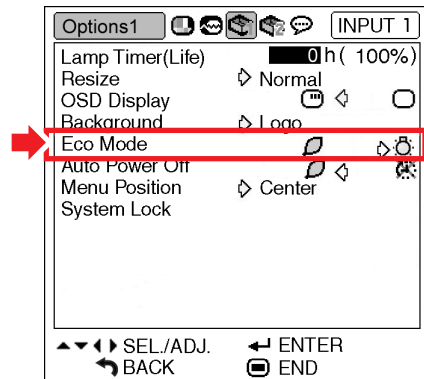 Options1 2 INPUT 1
Lamp Timer(Life) 0 h ( 100%)
Resize Normal
OSD Display
Background Logo
Eco Mode
Auto Power Off
Menu Position Center
System Lock
SEL./ADJ. ENTER
BACK END